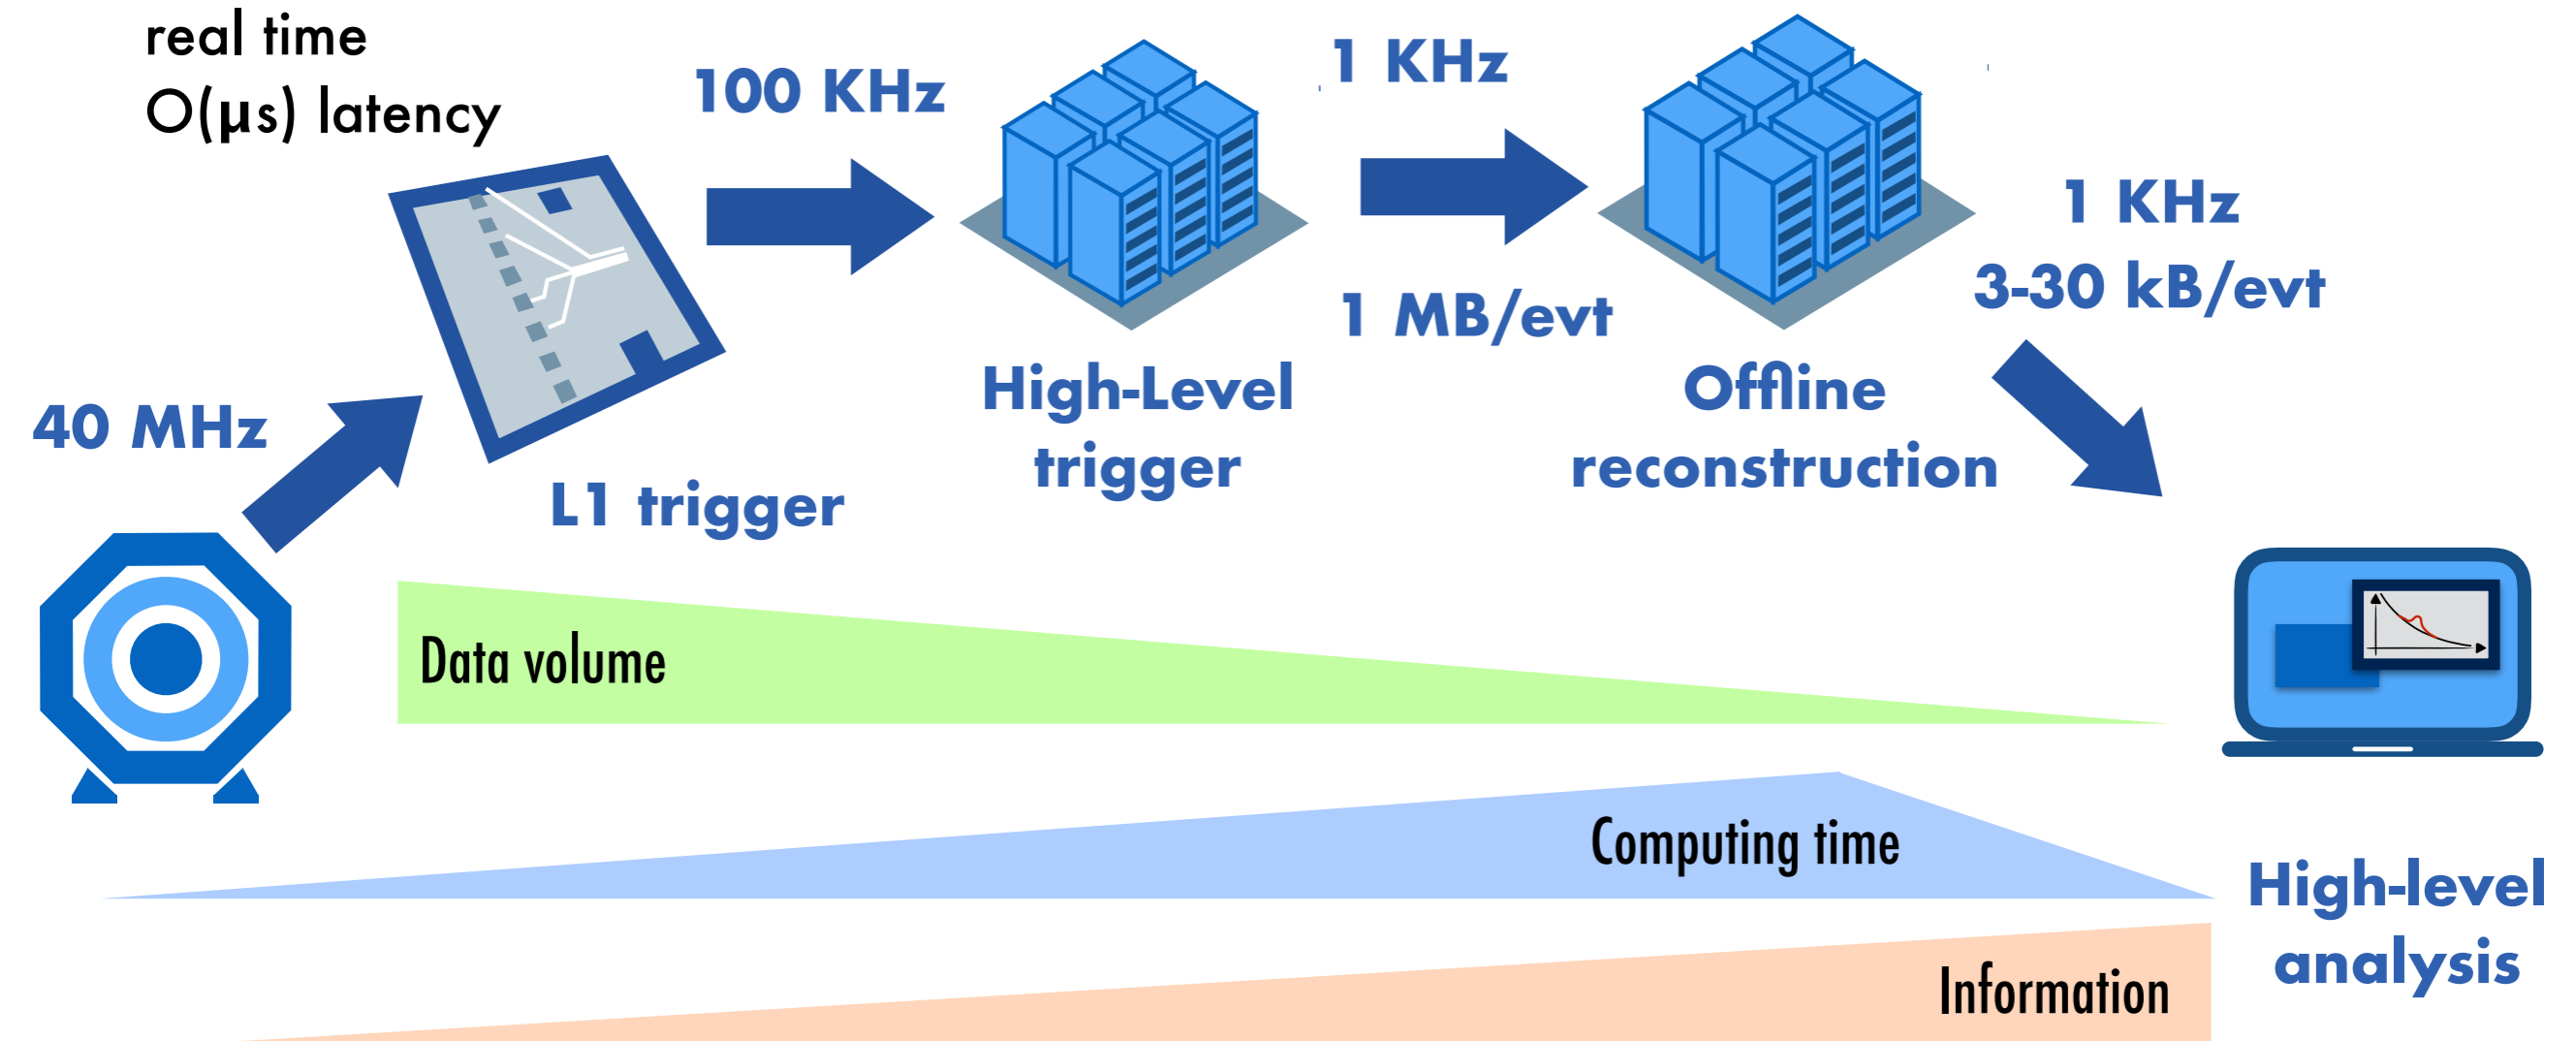 real time
O(μs) latency
40 MHz
L1 trigger
100 KHz
High-Level
trigger
1 KHz
1 MB/evt
Offline
reconstruction
1 KHz
3-30 kB/evt
Data volume
Computing time
Information
High-level
analysis